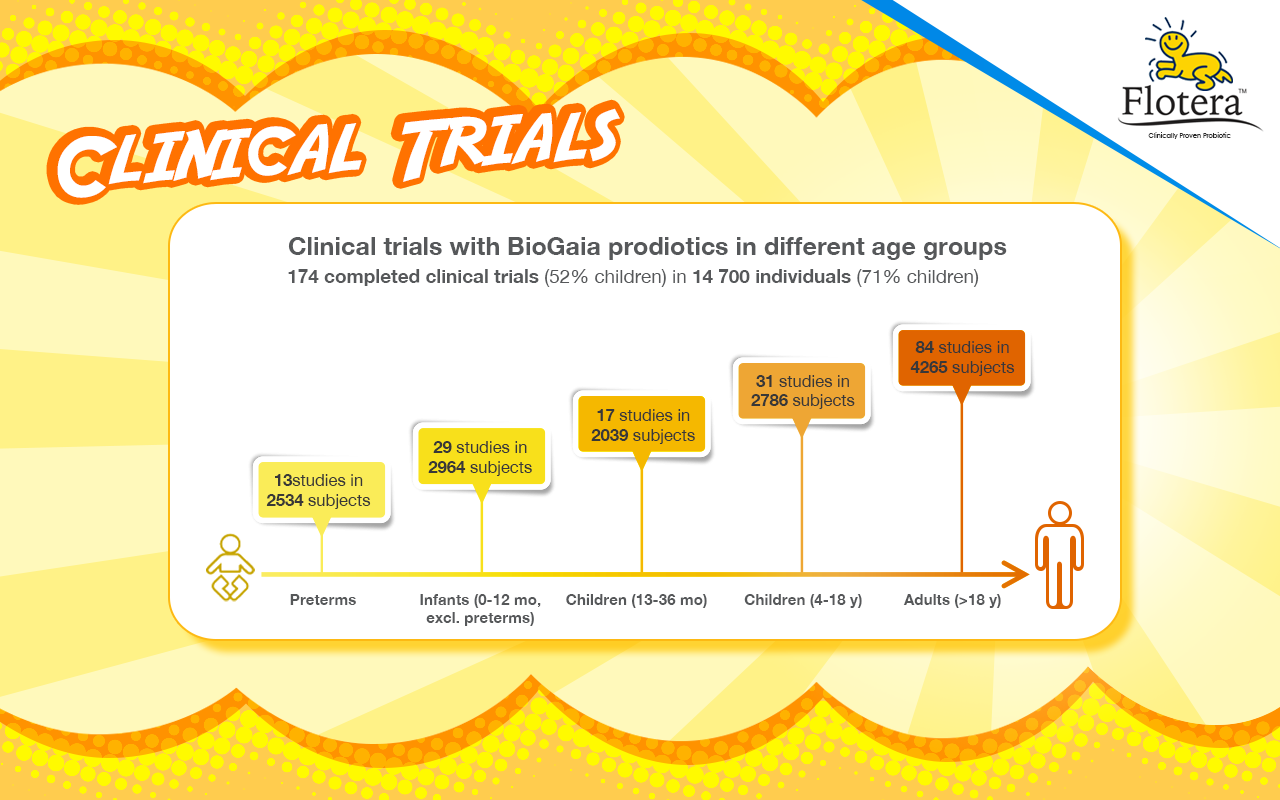 Flotera™
Clinically Proven Probiotic
CLINICAL TRIALS
Clinical trials with BioGaia prodiotics in different age groups
174 completed clinical trials (52% children) in 14 700 individuals (71% children)
84 studies in
4265 subjects
31 studies in
2786 subjects
17 studies in
2039 subjects
29 studies in
2964 subjects
13studies in
2534 subjects
Preterms
Infants (0-12 mo,
excl. preterms)
Children (13-36 mo)
Children (4-18 y)
Adults (>18 y)